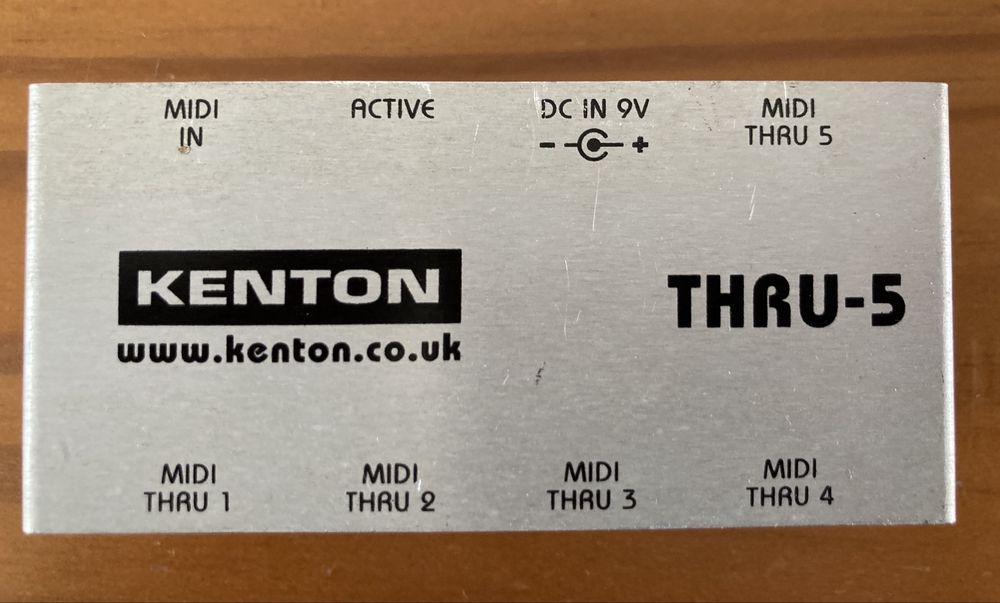 MIDI
IN
ACTIVE
DC IN 9V
- +
MIDI
THRU 5
KENTON
www.kenton.co.uk
THRU-5
MIDI
THRU 1
MIDI
THRU 2
MIDI
THRU 3
MIDI
THRU 4